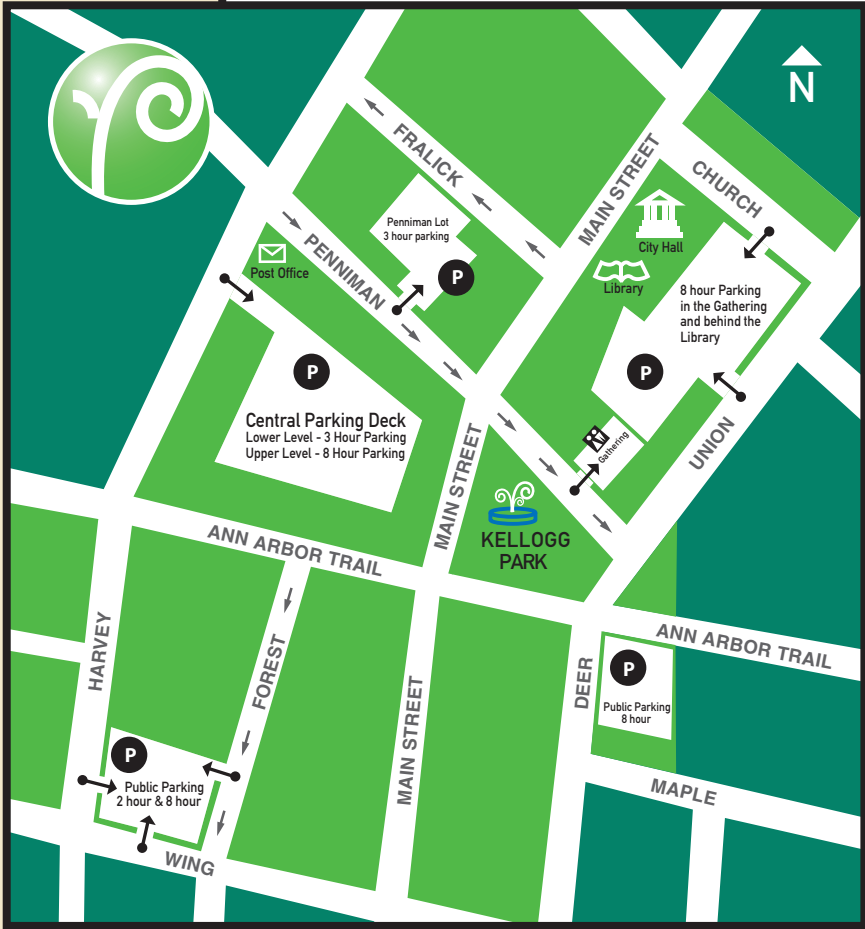 N
FRALICK
MAIN STREET
CHURCH
Penniman Lot
3 hour parking
P
City Hall
Library
PENNIMAN
Post Office
8 hour Parking
in the Gathering
and behind the
Library
P
P
Central Parking Deck
Lower Level - 3 Hour Parking
Upper Level - 8 Hour Parking
Gathering
UNION
MAIN STREET
KELLOGG
PARK
ANN ARBOR TRAIL
ANN ARBOR TRAIL
HARVEY
FOREST
MAIN STREET
DEER
P
Public Parking
8 hour
P
Public Parking
2 hour & 8 hour
MAPLE
WING